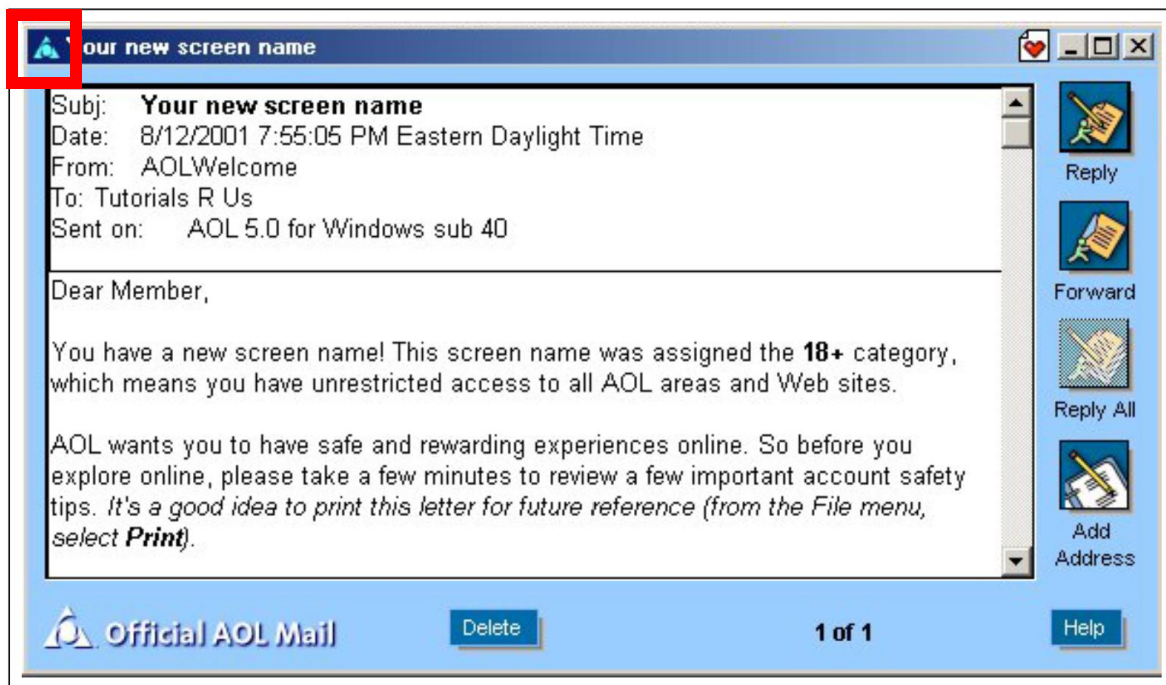 Your new screen name
Subj: Your new screen name
Date: 8/12/2001 7:55:05 PM Eastern Daylight Time
From: AOLWelcome
To: Tutorials R Us
Sent on: AOL 5.0 for Windows sub 40
Dear Member,
You have a new screen name! This screen name was assigned the 18+ category,
which means you have unrestricted access to all AOL areas and Web sites.
AOL wants you to have safe and rewarding experiences online. So before you
explore online, please take a few minutes to review a few important account safety
tips. It's a good idea to print this letter for future reference (from the File menu,
select Print).
Reply
Forward
Reply All
Add
Address
Official AOL Mail
Delete
1 of 1
Help